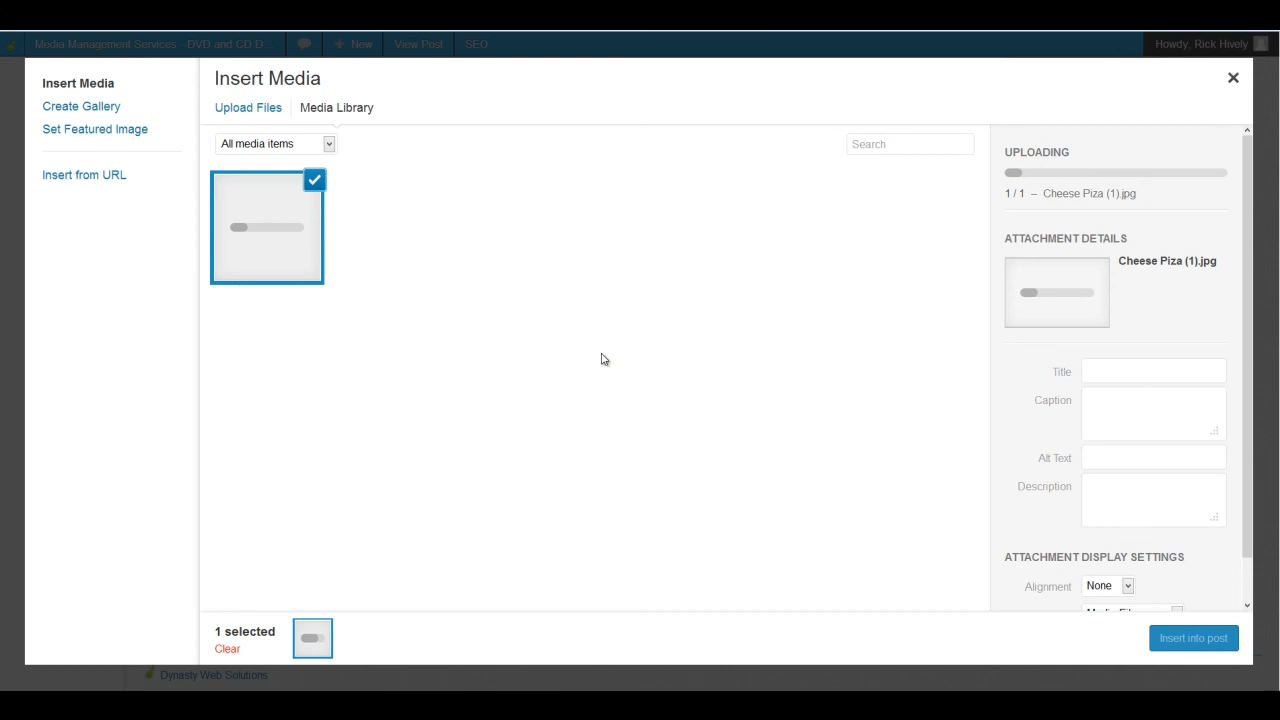 Media Management Services - DVD and CD D...
New
View Post
SEO
Howdy, Rick Hively
Insert Media
Create Gallery
Set Featured Image
Insert from URL
Insert Media
Upload Files
Media Library
All media items
Search
UPLOADING
1 / 1 – Cheese Piza (1).jpg
ATTACHMENT DETAILS
Cheese Piza (1).jpg
Title
Caption
Alt Text
Description
ATTACHMENT DISPLAY SETTINGS
Alignment
None
1 selected
Clear
Insert into post
Dynasty Web Solutions